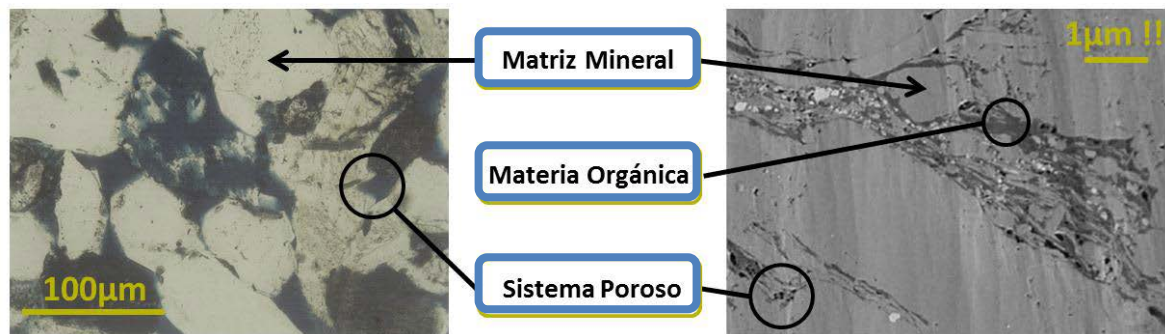 Matriz Mineral
1µm !!
Materia Orgánica
Sistema Poroso
100µm